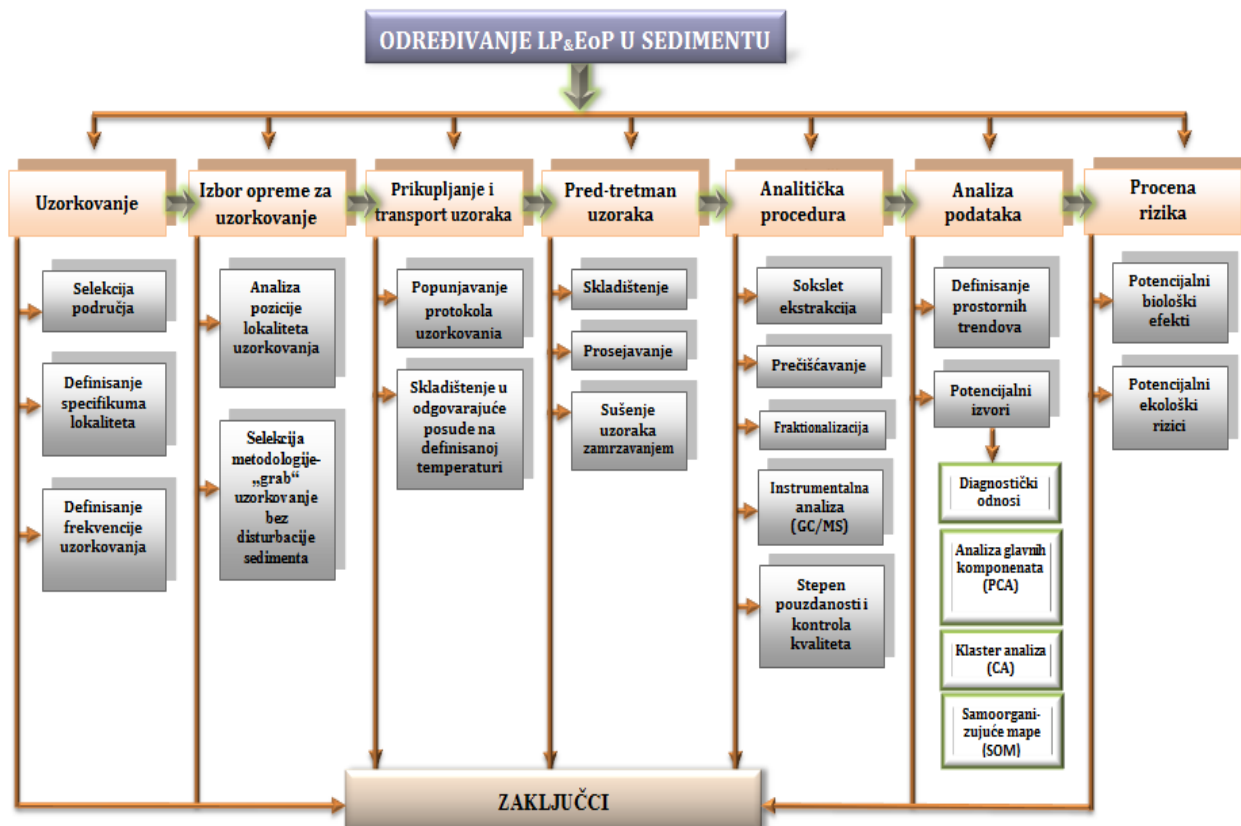 ODREĐIVANJE LP&EoP U SEDIMENTU
Uzorkovanje
Izbor opreme za
uzorkovanje
Prikupljanje i
transport uzoraka
Pred-tretman
uzoraka
Analitička
procedura
Analiza
podataka
Procena
rizika
Selekcija
područja
Definisanje
specifikuma
lokaliteta
Definisanje
frekvencije
uzorkovanja
Analiza
pozicije
lokaliteta
uzorkovanja
Selekcija
metodologije-
„grab“
uzorkovanje
bez
disturbacije
sedimenta
Popunjavanje
protokola
uzorkovania
Skladištenje u
odgovarajuće
posude na
definisanoj
temperaturi
Skladištenje
Prosejavanje
Sušenje
uzoraka
zamrzavanjem
Sokslet
ekstrakcija
Prečišćavanje
Fraktionalizacija
Instrumentalna
analiza
(GC/MS)
Stepen
pouzdanosti i
kontrola
kvaliteta
Definisanje
prostornih
trendova
Potencijalni
izvori
Diagnostički
odnosi
Analiza glavnih
komponenata
(PCA)
Klaster analiza
(CA)
Samoorgani-
zujuće mape
(SOM)
Potencijalni
biološki
efekti
Potencijalni
ekološki
rizici
ZAKLJUČCI